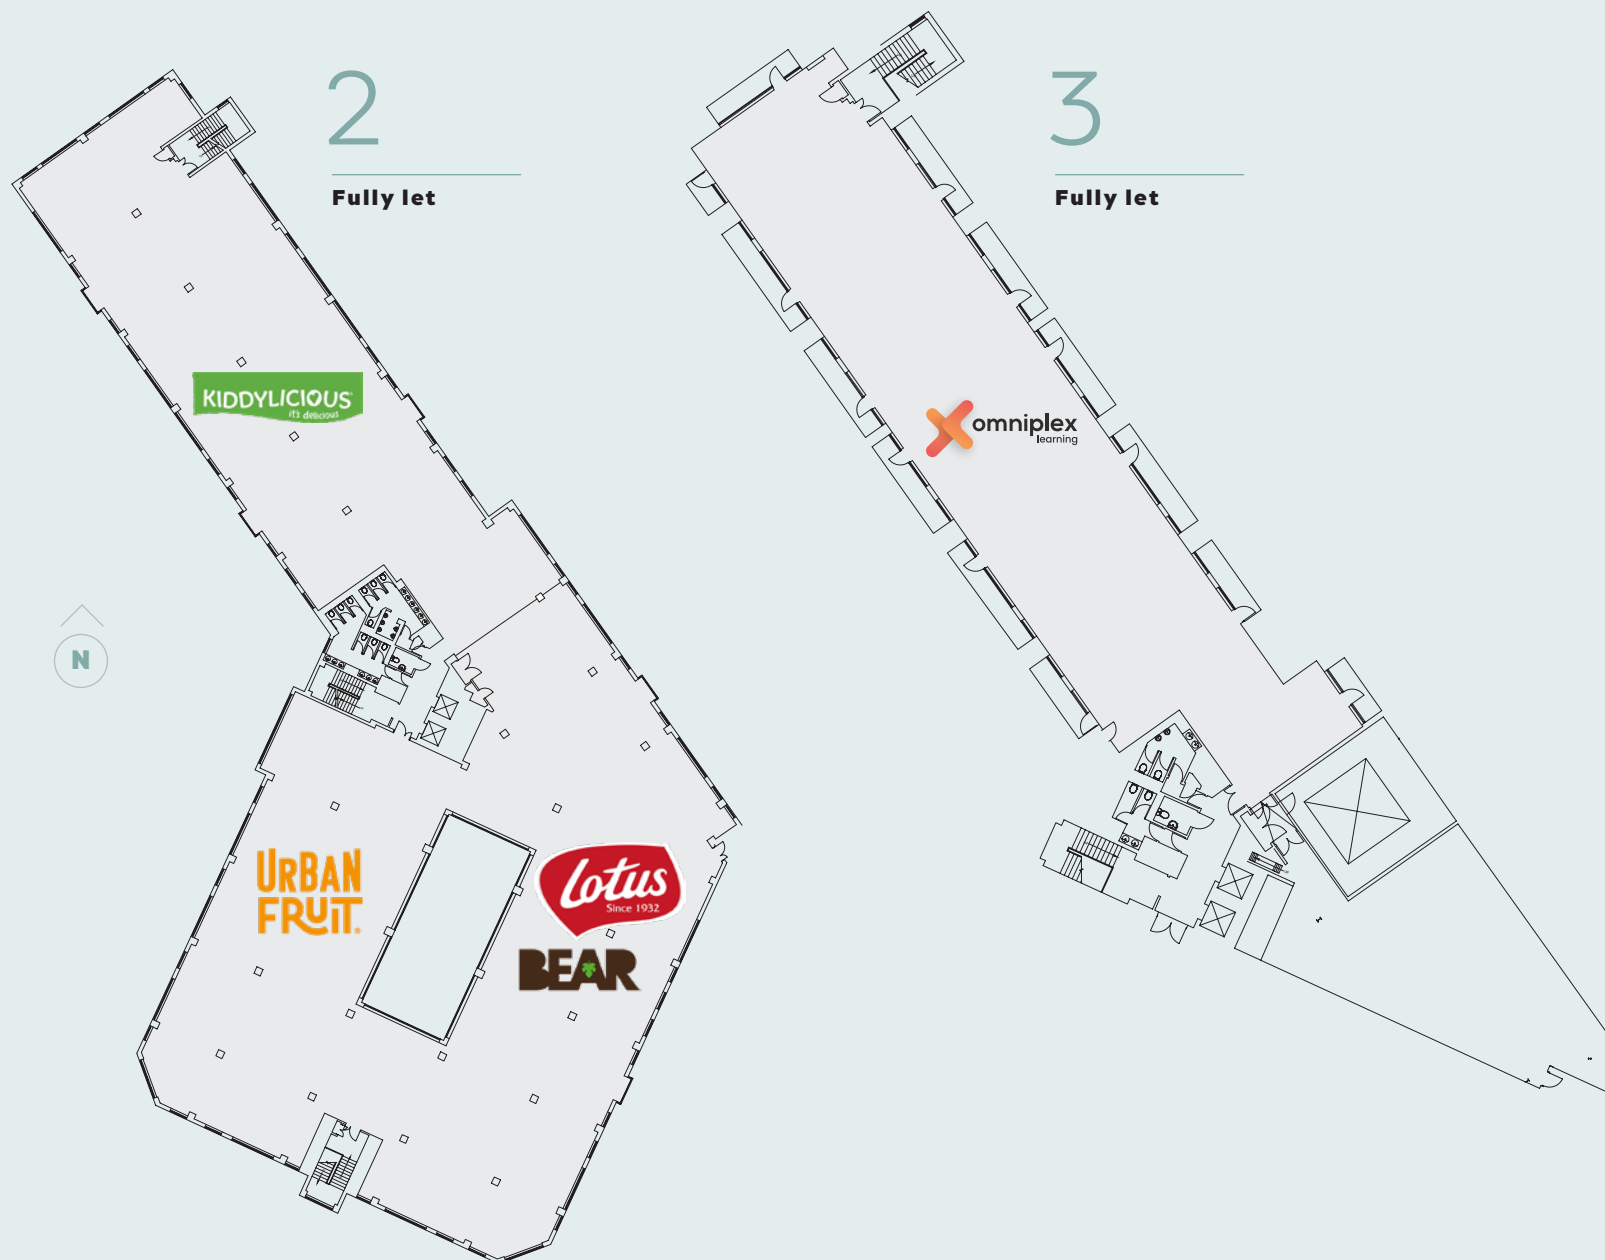 2
Fully let
3
Fully let
KIDDYLICIOUS
it's delicious
omniplex
learning
N
URBAN
FRUIT.
Lotus
Since 1932
BEAR